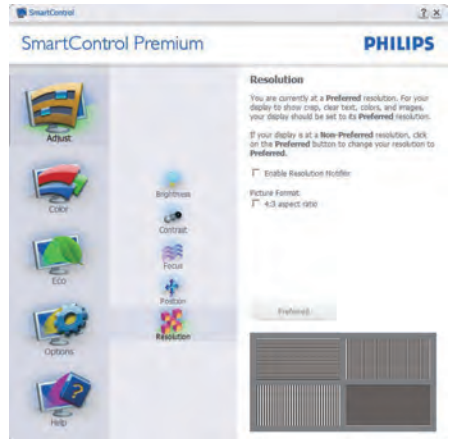 SmartControl
? X
SmartControl Premium
PHILIPS
Adjust
Color
Eco
Options
Help
Brightness
Contrast
Focus
Position
Resolution
Resolution
You are currently at a Preferred resolution. For your
display to show crisp, clear text, colors, and images,
your display should be set to its Preferred resolution.
If your display is at a Non-Preferred resolution, click
on the Preferred button to change your resolution to
Preferred.
Enable Resolution Notifier
Picture Format.
4:3 aspect ratio
Preferred
?